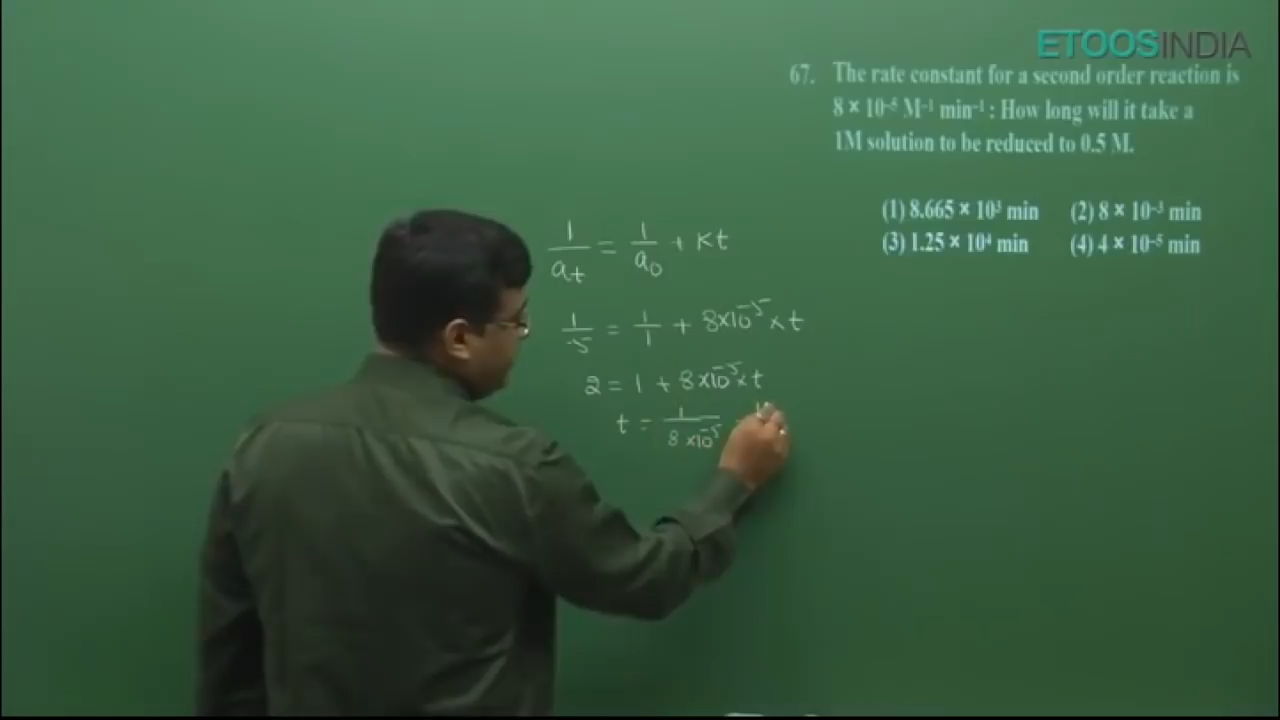 ETOOSINDIA
67. The rate constant for a second order reaction is
8 × 10⁻⁵ M⁻¹ min⁻¹ : How long will it take a
1M solution to be reduced to 0.5 M.
(1) 8.665 × 10³ min (2) 8 × 10⁻³ min
(3) 1.25 × 10⁴ min (4) 4 × 10⁻⁵ min
1/aₜ = 1/a₀ + Kt
1/.5 = 1/1 + 8×10⁻⁵ × t
2 = 1 + 8×10⁻⁵ × t
t = 1/8×10⁻⁵